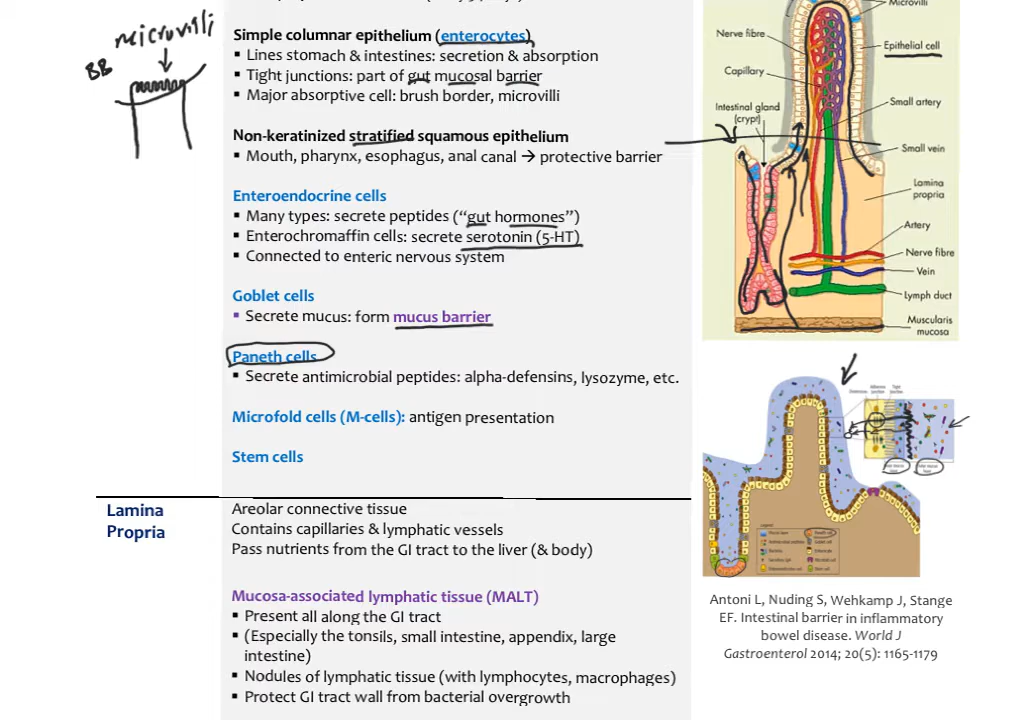 microvilli
BB
Simple columnar epithelium (enterocytes)
▪ Lines stomach & intestines: secretion & absorption
▪ Tight junctions: part of gut mucosal barrier
▪ Major absorptive cell: brush border, microvilli
Non-keratinized stratified squamous epithelium
▪ Mouth, pharynx, esophagus, anal canal → protective barrier
Enteroendocrine cells
▪ Many types: secrete peptides (“gut hormones”)
▪ Enterochromaffin cells: secrete serotonin (5-HT)
▪ Connected to enteric nervous system
Goblet cells
▪ Secrete mucus: form mucus barrier
Paneth cells
▪ Secrete antimicrobial peptides: alpha-defensins, lysozyme, etc.
Microfold cells (M-cells): antigen presentation
Stem cells
Lamina
Propria
Areolar connective tissue
Contains capillaries & lymphatic vessels
Pass nutrients from the GI tract to the liver (& body)
Mucosa-associated lymphatic tissue (MALT)
▪ Present all along the GI tract
▪ (Especially the tonsils, small intestine, appendix, large
intestine)
▪ Nodules of lymphatic tissue (with lymphocytes, macrophages)
▪ Protect GI tract wall from bacterial overgrowth
Microvilli
Nerve fibre
Epithelial cell
Capillary
Intestinal gland
(crypt)
Small artery
Small vein
Lamina
propria
Artery
Nerve fibre
Vein
Lymph duct
Muscularis
mucosa
Antoni L, Nuding S, Wehkamp J, Stange
EF. Intestinal barrier in inflammatory
bowel disease. World J
Gastroenterol 2014; 20(5): 1165-1179